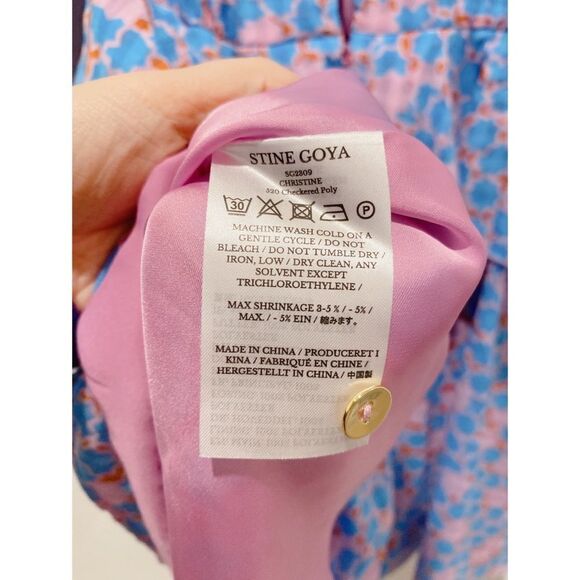 STINE GOYA
SG2809
CHRISTINE
520 Checkered Poly
30 P
MACHINE WASH COLD ON A
GENTLE CYCLE / DO NOT
BLEACH / DO NOT TUMBLE DRY /
IRON, LOW / DRY CLEAN, ANY
SOLVENT EXCEPT
TRICHLOROETHYLENE /
MAX SHRINKAGE 3-5 % / - 5% /
MAX. / - 5% EIN / 縮みます。
MADE IN CHINA / PRODUCERET I
KINA / FABRIQUÉ EN CHINE /
HERGESTELLT IN CHINA / 中国製